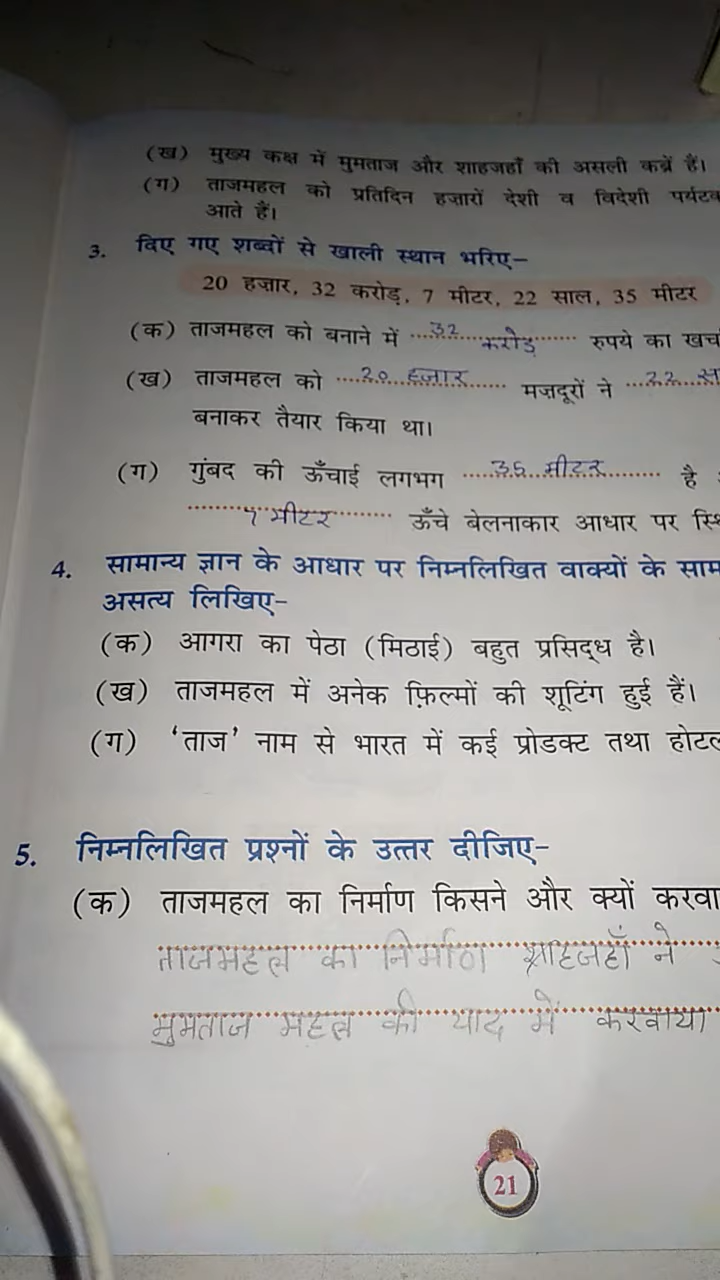 (ख) मुख्य कक्ष में मुमताज और शाहजहाँ की असली कब्रें हैं।
(ग) ताजमहल को प्रतिदिन हज़ारों देशी व विदेशी पर्यटक
आते हैं।
3. दिए गए शब्दों से खाली स्थान भरिए–
20 हज़ार, 32 करोड़, 7 मीटर, 22 साल, 35 मीटर
(क) ताजमहल को बनाने में 32 करोड़ रुपये का खर्च
(ख) ताजमहल को 20 हजार मज़दूरों ने 22
बनाकर तैयार किया था।
(ग) गुंबद की ऊँचाई लगभग 35 मीटर है
7 मीटर ऊँचे बेलनाकार आधार पर
4. सामान्य ज्ञान के आधार पर निम्नलिखित वाक्यों के
असत्य लिखिए–
(क) आगरा का पेठा (मिठाई) बहुत प्रसिद्ध है।
(ख) ताजमहल में अनेक फ़िल्मों की शूटिंग हुई हैं।
(ग) 'ताज' नाम से भारत में कई प्रोडक्ट तथा
5. निम्नलिखित प्रश्नों के उत्तर दीजिए–
(क) ताजमहल का निर्माण किसने और क्यों
ताजमहल का निर्माण शाहजहाँ ने
मुमताज महल की याद में करवाया
21